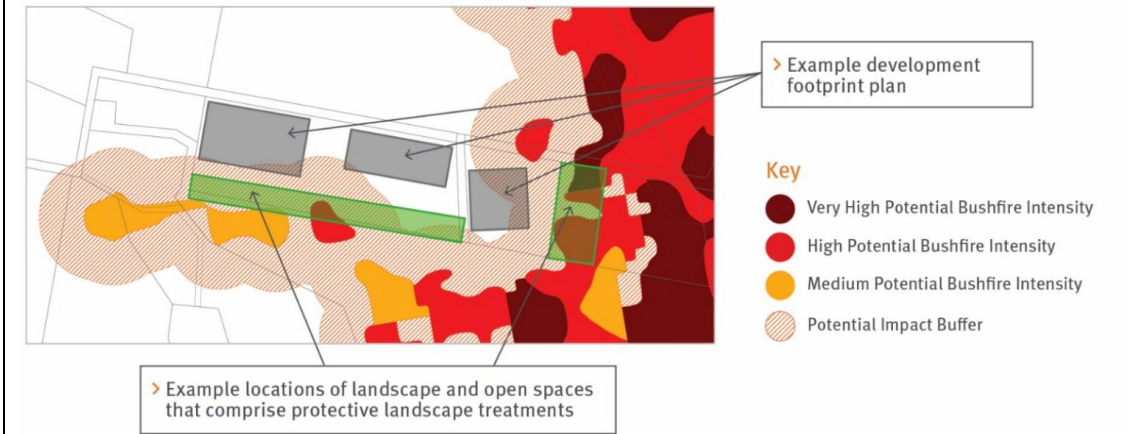 > Example development
footprint plan
Key
Very High Potential Bushfire Intensity
High Potential Bushfire Intensity
Medium Potential Bushfire Intensity
Potential Impact Buffer
> Example locations of landscape and open spaces
that comprise protective landscape treatments